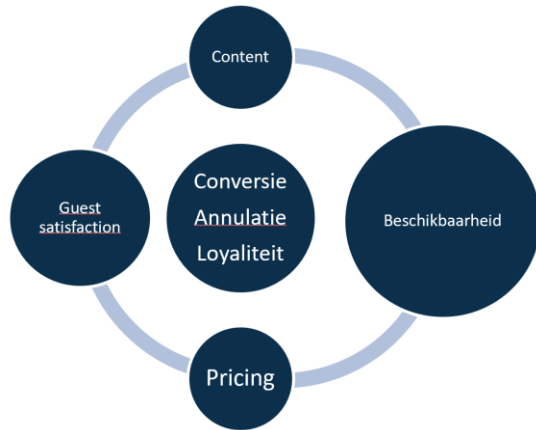 Content
Conversie
Annulatie
Loyaliteit
Guest
satisfaction
Beschikbaarheid
Pricing